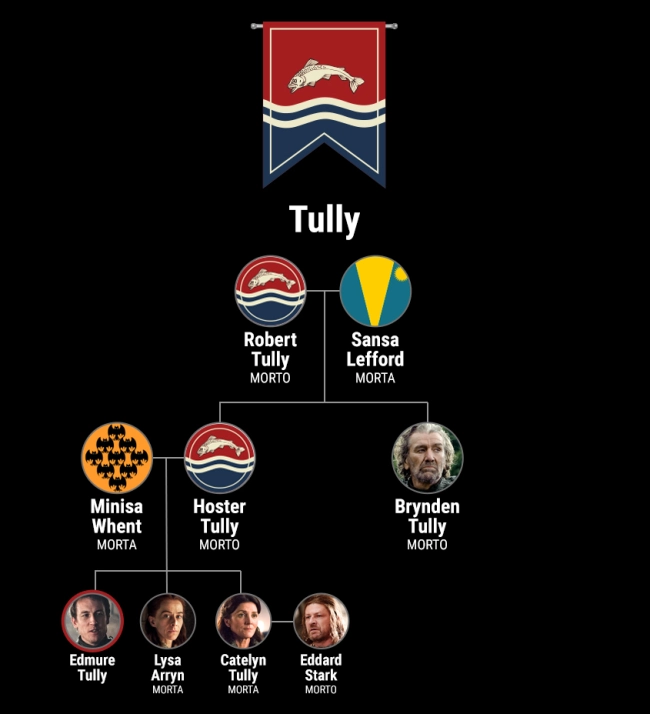 Tully
Robert
Tully
MORTO
Sansa
Lefford
MORTA
Minisa
Whent
MORTA
Hoster
Tully
MORTO
Brynden
Tully
MORTO
Edmure
Tully
Lysa
Arryn
MORTA
Catelyn
Tully
MORTA
Eddard
Stark
MORTO